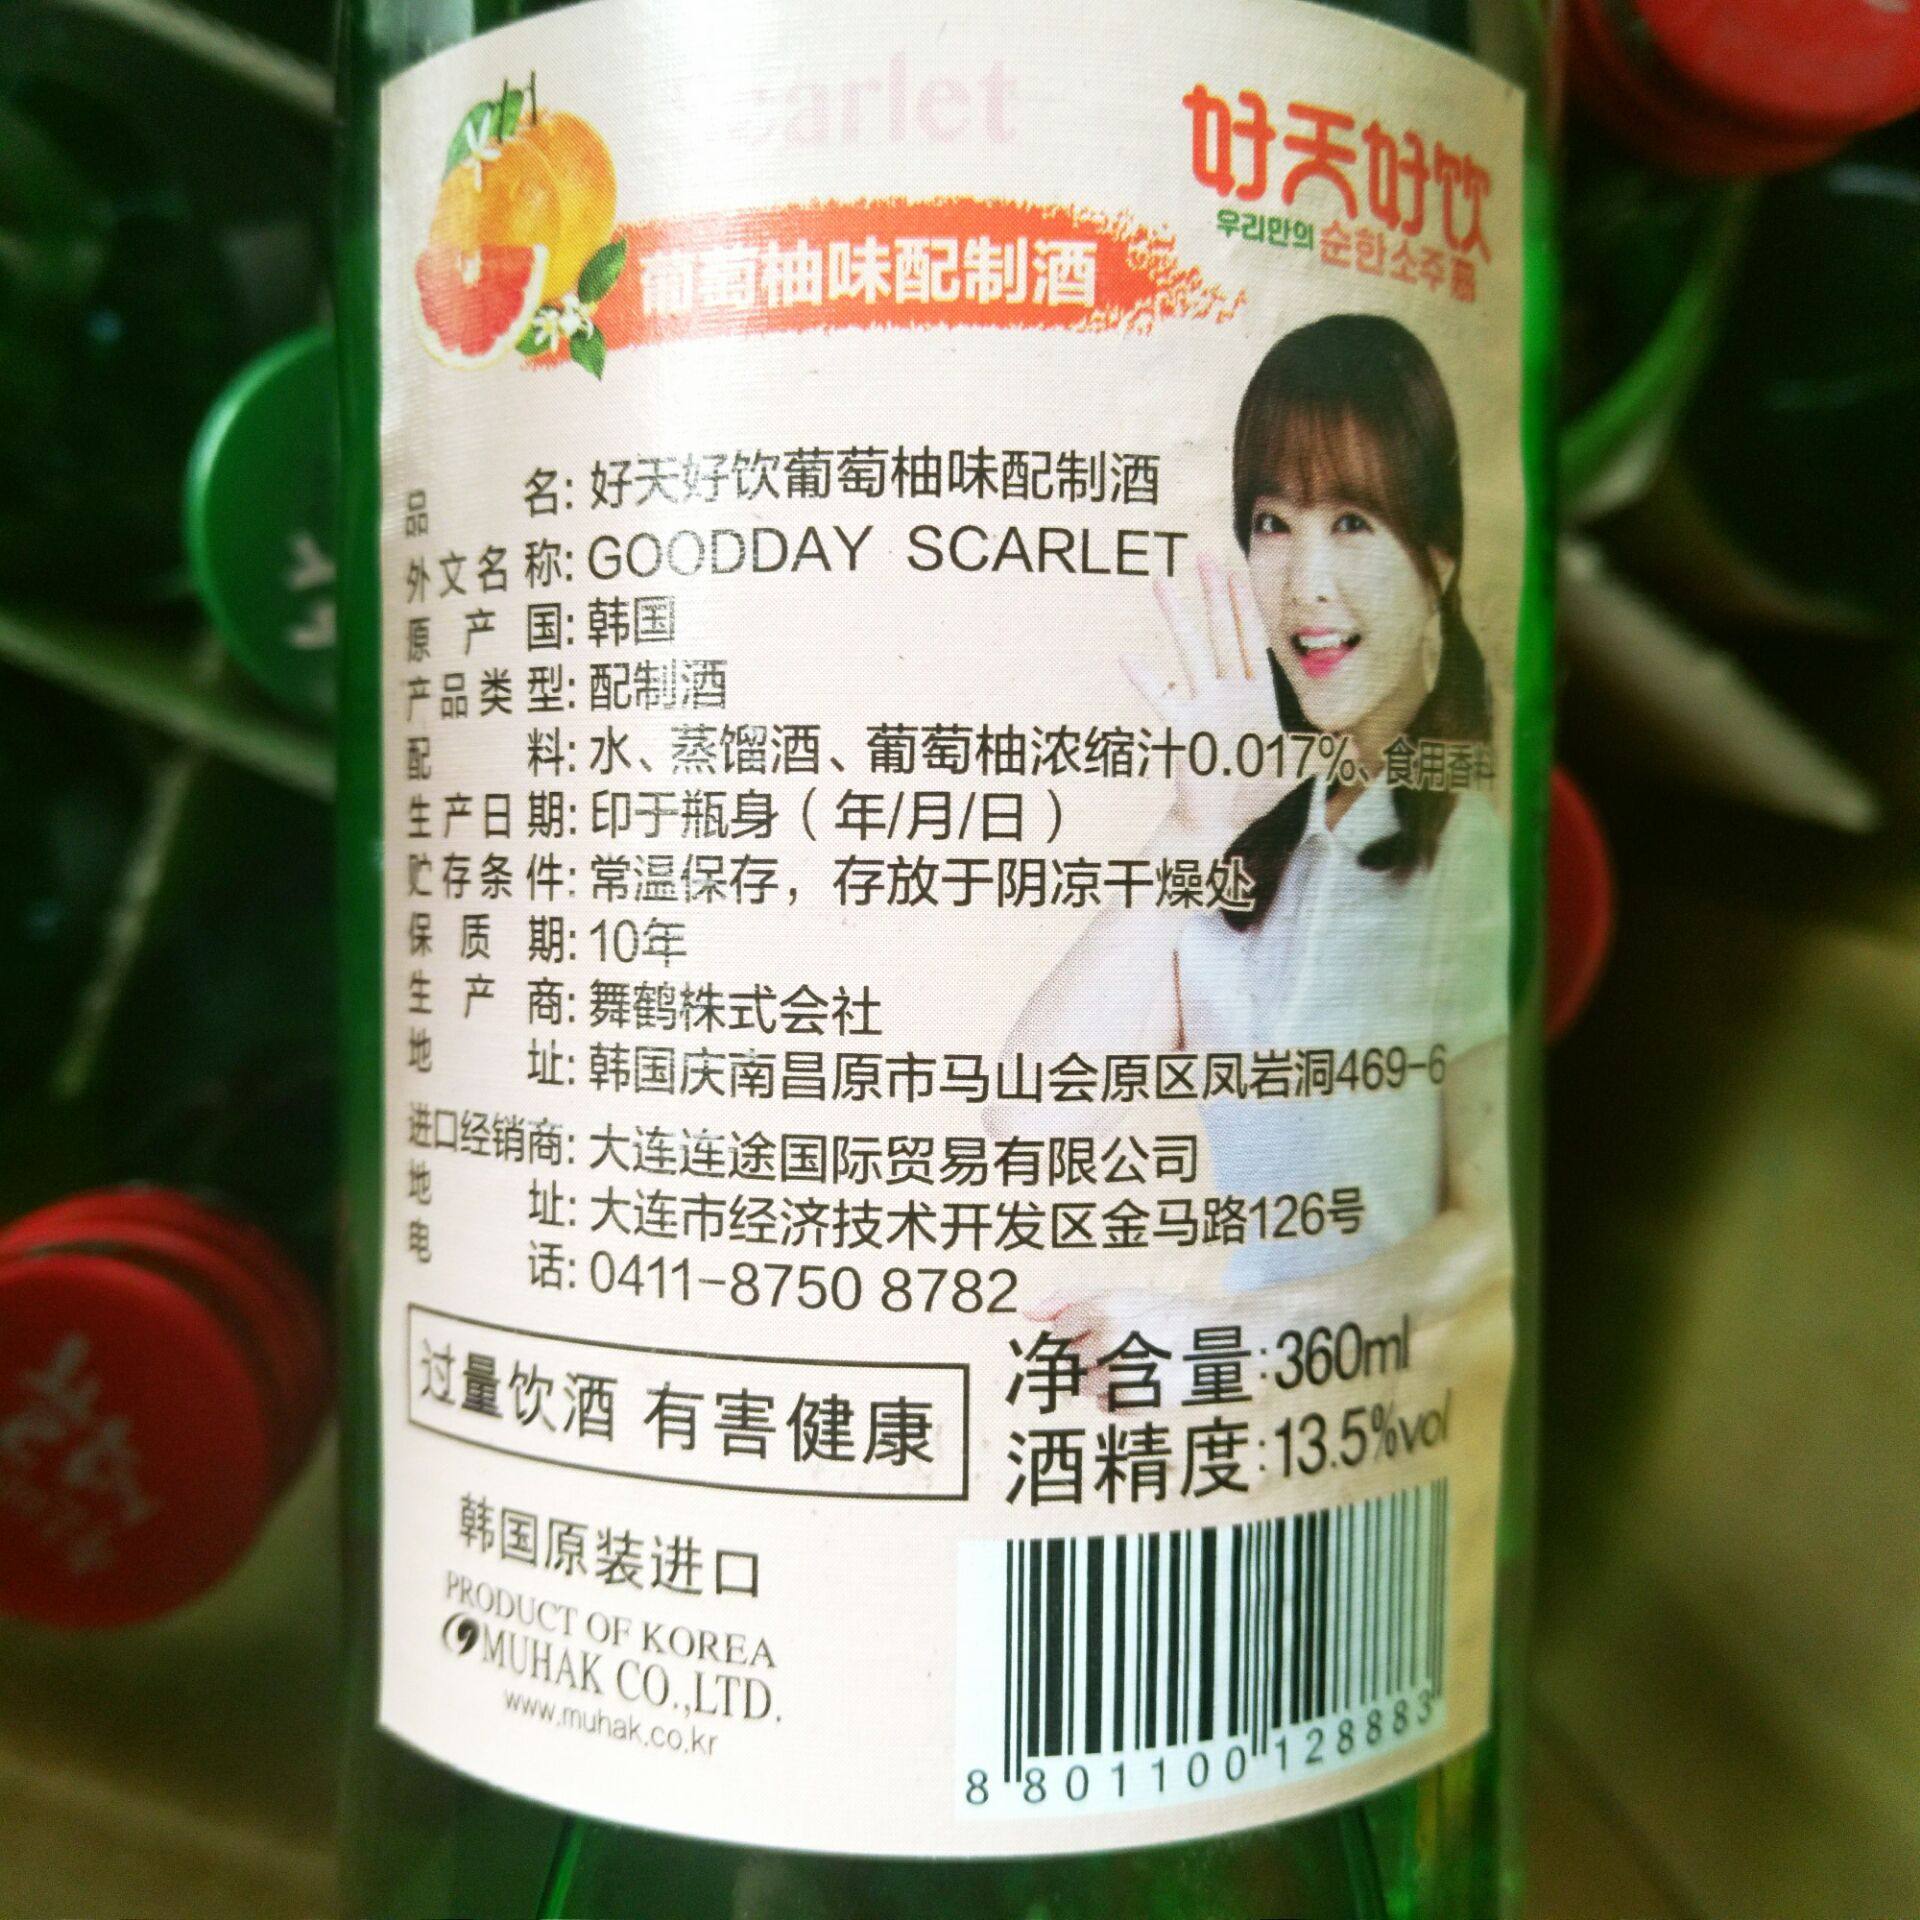 Scarlet
好天好饮
우리만의 순한소주
葡萄柚味配制酒
品名: 好天好饮葡萄柚味配制酒
外文名称: GOODDAY SCARLET
原产国: 韩国
产品类型: 配制酒
配料: 水、蒸馏酒、葡萄柚浓缩汁0.017%、食用香料
生产日期: 印于瓶身（年/月/日）
贮存条件: 常温保存，存放于阴凉干燥处
保质期: 10年
生产商: 舞鹤株式会社
地址: 韩国庆南昌原市马山会原区凤岩洞469-6
进口经销商: 大连连途国际贸易有限公司
地址: 大连市经济技术开发区金马路126号
电话: 0411-8750 8782
过量饮酒 有害健康
净含量:360ml
酒精度:13.5%vol
韩国原装进口
PRODUCT OF KOREA
MUHAK CO.,LTD.
www.muhak.co.kr
8 801100 128883